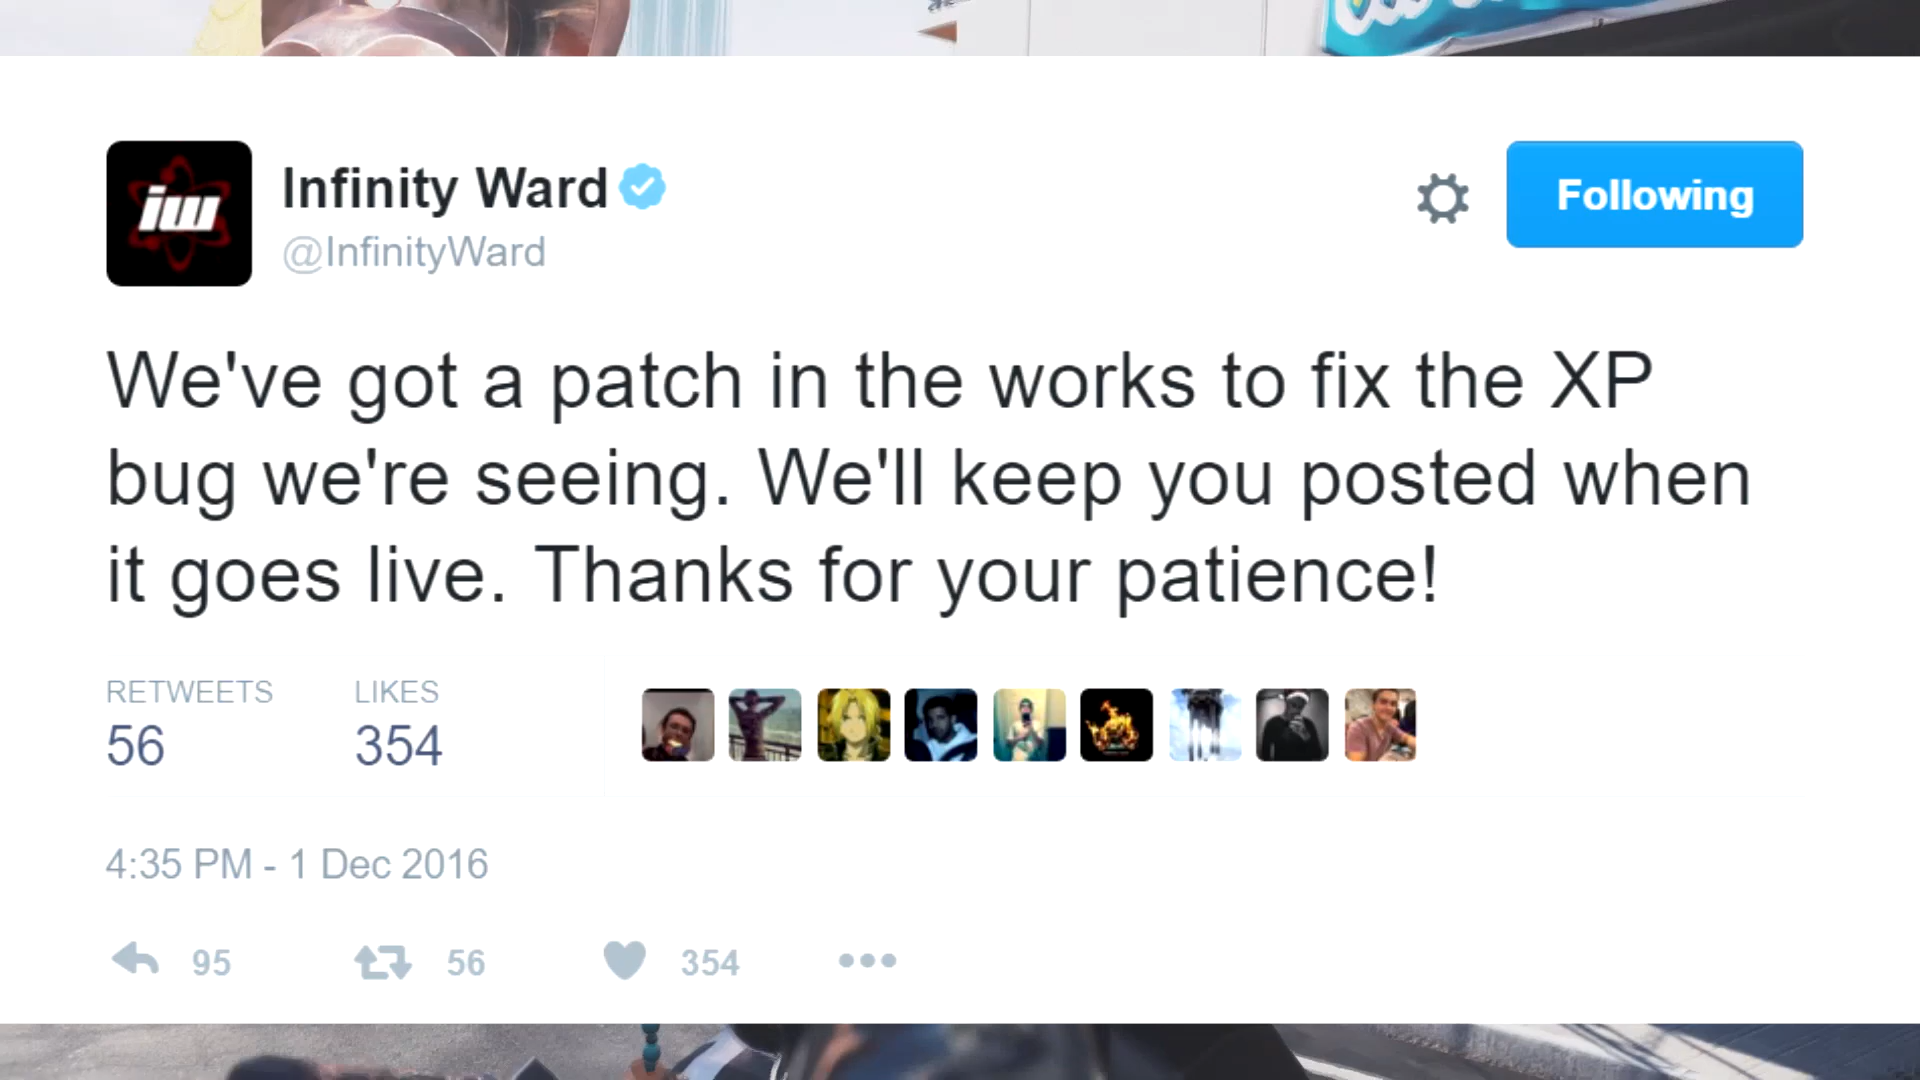 iw
Infinity Ward
@InfinityWard
Following
We've got a patch in the works to fix the XP
bug we're seeing. We'll keep you posted when
it goes live. Thanks for your patience!
RETWEETS LIKES
56 354
4:35 PM - 1 Dec 2016
95 56 354